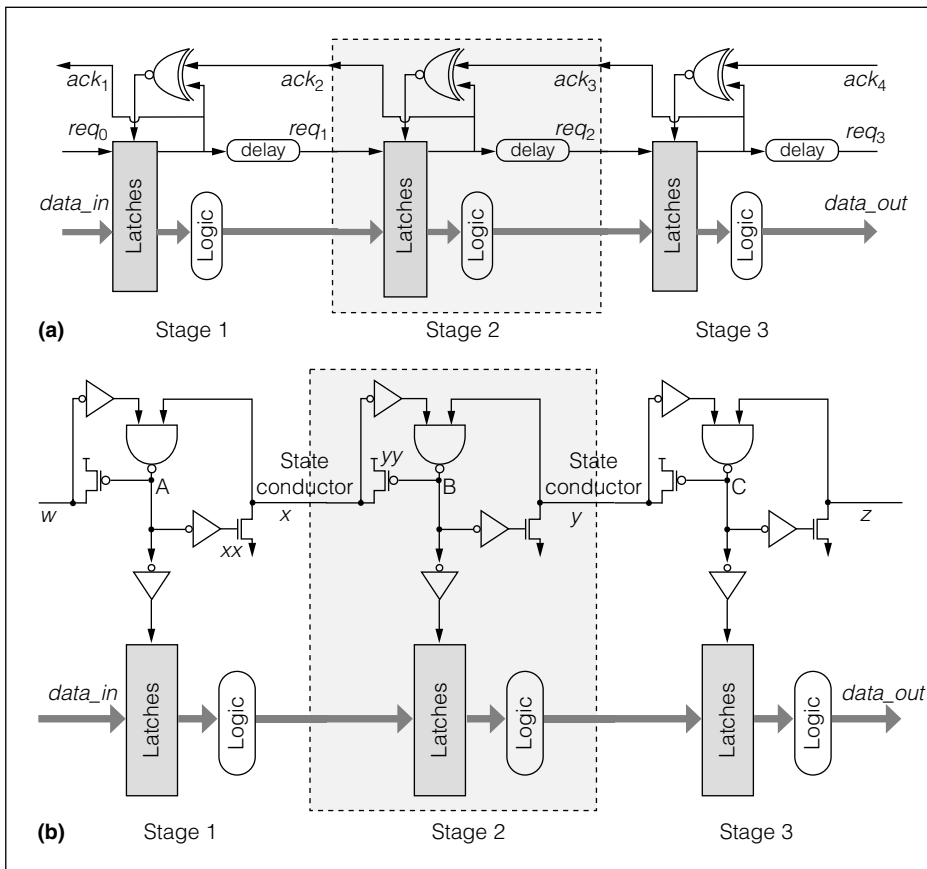 ack1 ack2 ack3 ack4
req0 req1 req2 req3
delay delay delay
data_in data_out
Latches Logic Latches Logic Latches Logic
(a) Stage 1 Stage 2 Stage 3
yy
State conductor State conductor
A B C
w x y z
xx
data_in data_out
Latches Logic Latches Logic Latches Logic
(b) Stage 1 Stage 2 Stage 3